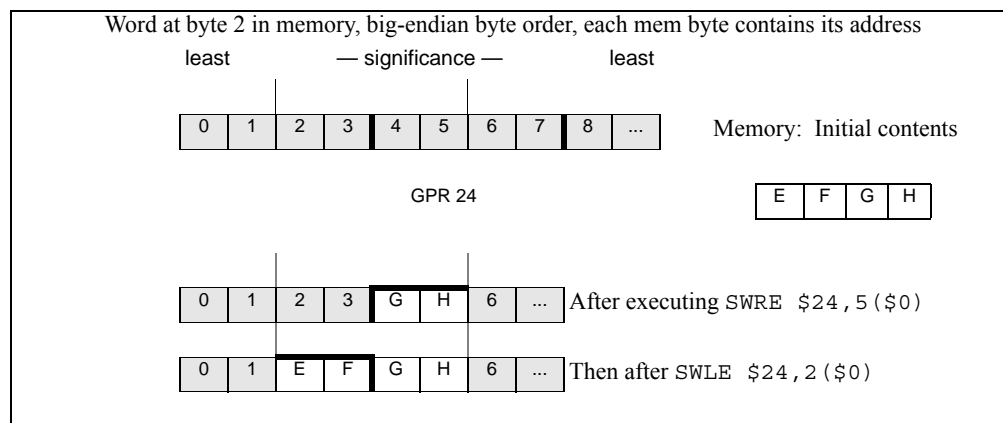 Word at byte 2 in memory, big-endian byte order, each mem byte contains its address
least — significance — least
0 1 2 3 4 5 6 7 8 ... Memory: Initial contents
GPR 24 E F G H
0 1 2 3 G H 6 ... After executing SWRE $24,5($0)
0 1 E F G H 6 ... Then after SWLE $24,2($0)